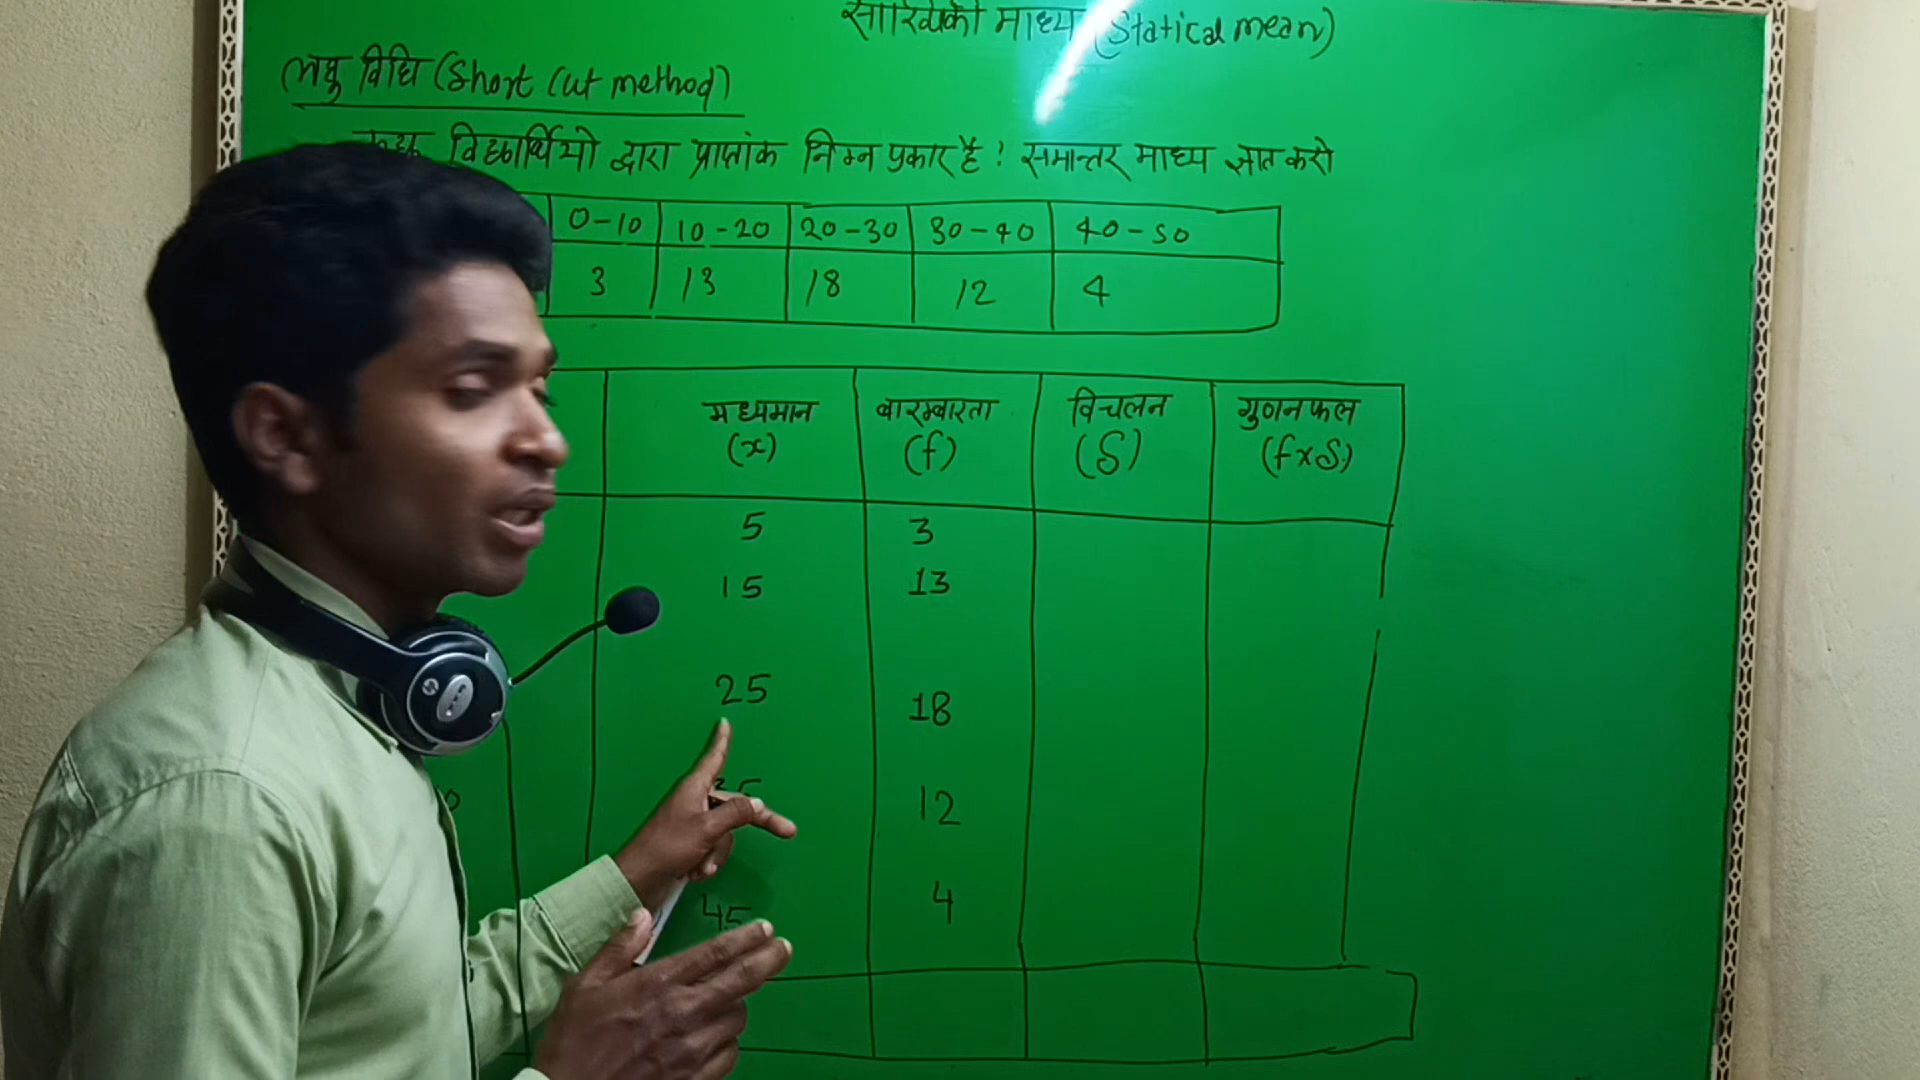 सांख्यिकी माध्य (Statical mean)
लघु विधि (Short Cut method)
विद्यार्थियो द्वारा प्राप्तांक निम्न प्रकार है ! समान्तर माध्य ज्ञात करो
0-10 10-20 20-30 30-40 40-50
3 13 18 12 4
मध्यमान बारम्बारता विचलन गुणनफल
(x) (f) (S) (fxS)
5 3
15 13
25 18
35 12
45 4